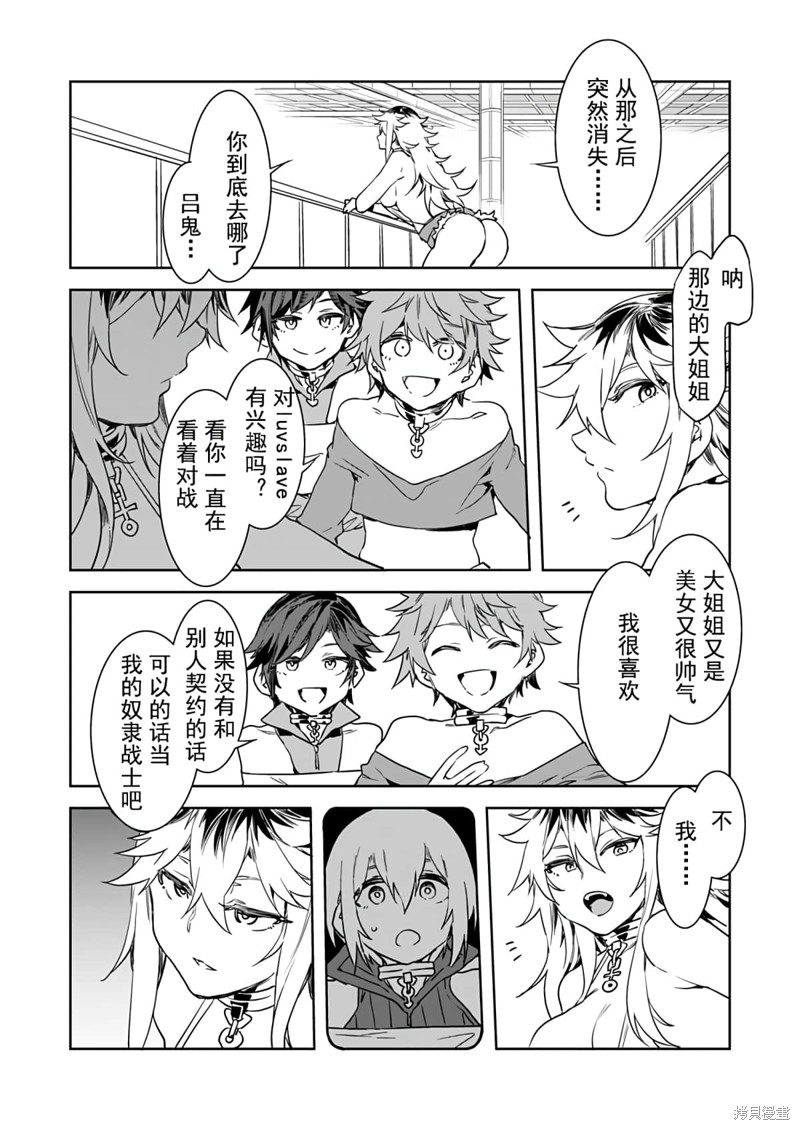 从那之后
突然消失……
你到底去哪了
吕鬼…
呐
那边的大姐姐
对luvslave
有兴趣吗？
看你一直在
看着对战
大姐姐又是
美女又很帅气
我很喜欢
如果没有和
别人契约的话
可以的话当
我的奴隶战士吧
不
我……
拷贝漫畫